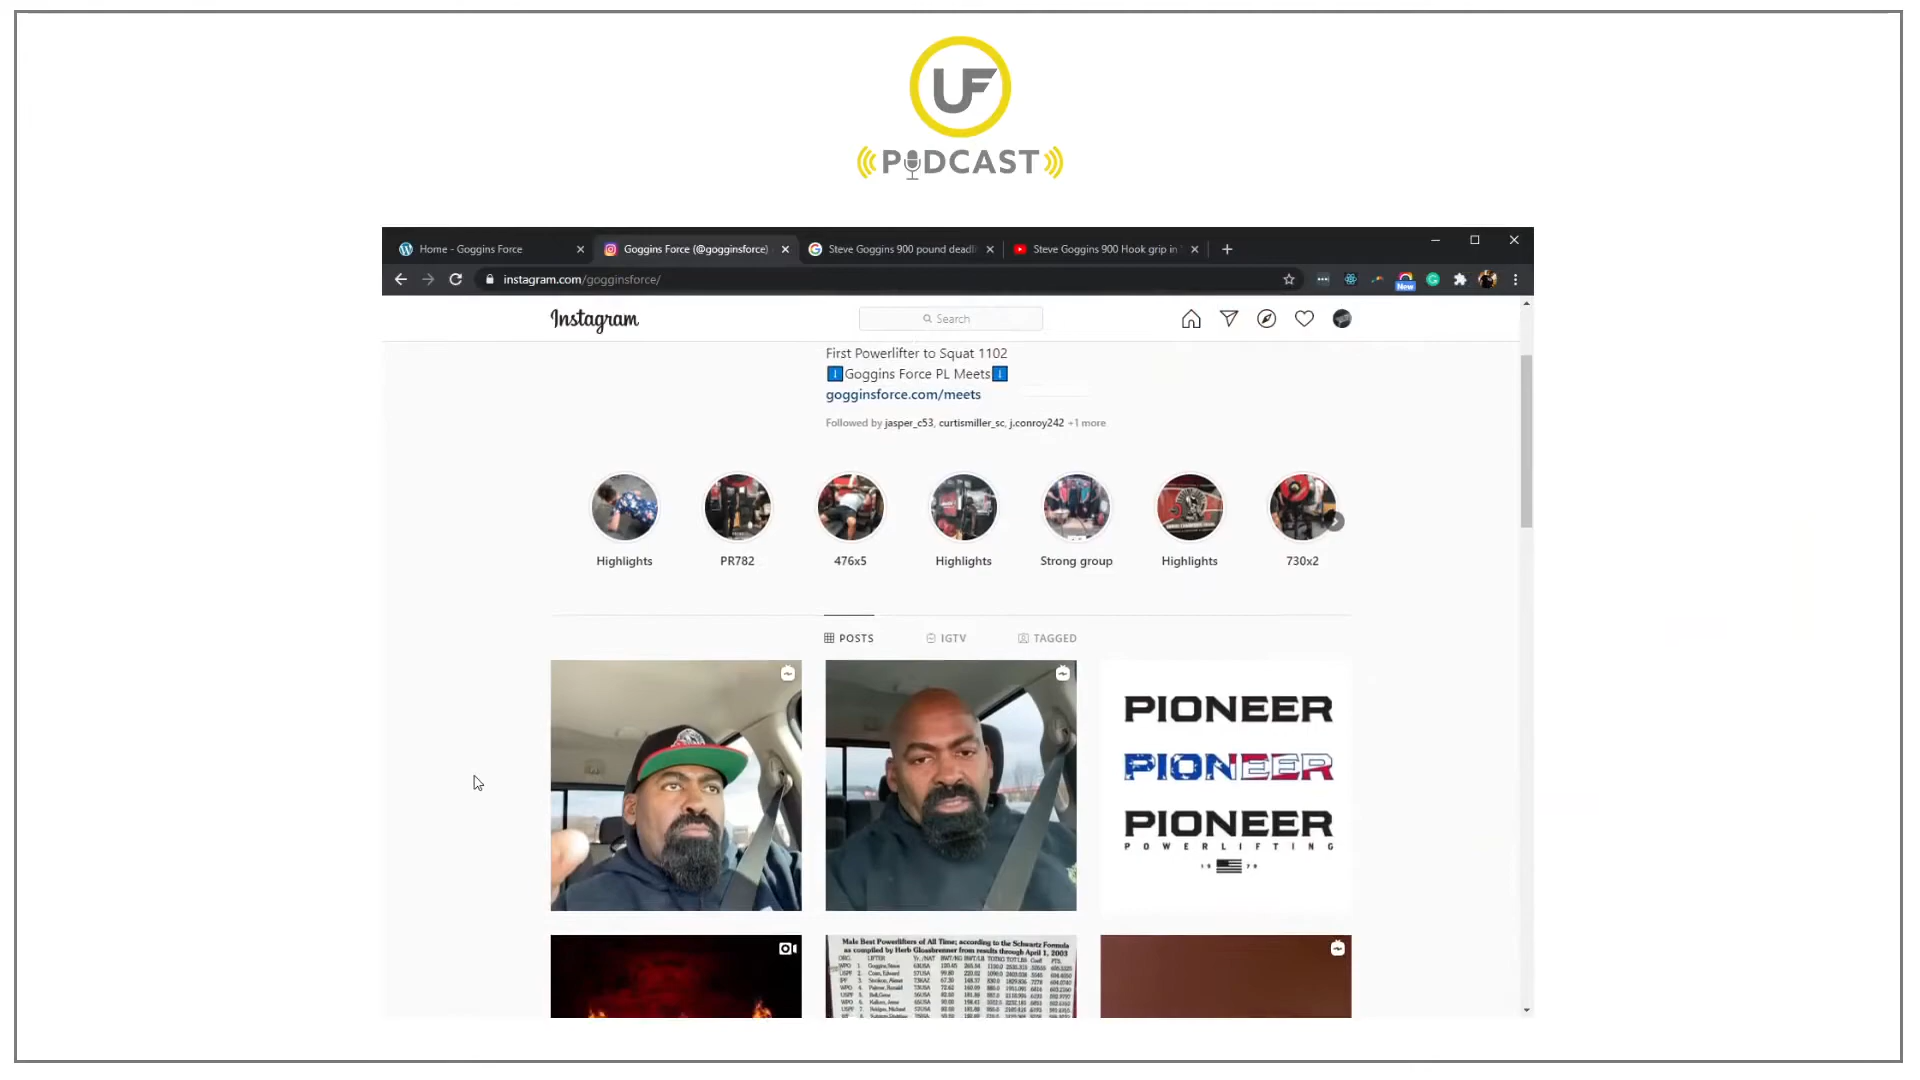 UF
PODCAST
Home - Goggins Force
Goggins Force (@gogginsforce)
Steve Goggins 900 pound deadl
Steve Goggins 900 Hook grip in
instagram.com/gogginsforce/
New
Instagram
Search
First Powerlifter to Squat 1102
Goggins Force PL Meets
gogginsforce.com/meets
Followed by jasper_c53, curtismiller_sc, j.conroy242 +1 more
Highlights
PR782
476x5
Highlights
Strong group
Highlights
730x2
POSTS
IGTV
TAGGED
PIONEER
PIONEER
PIONEER
POWERLIFTING
19 79
Male Best Powerlifters of All Time; according to the Schwartz Formula
as compiled by Herb Glossbrenner from results through April 1, 2003